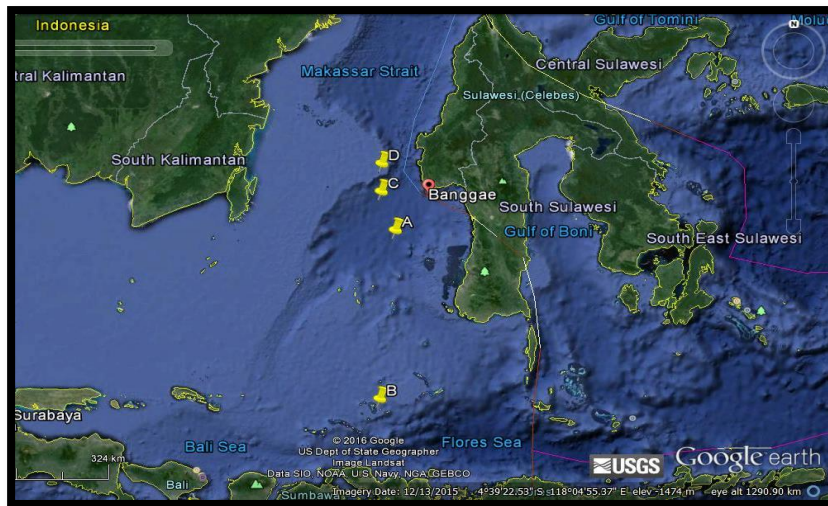 Indonesia
Gulf of Tomini
Molu
Makassar Strait
Central Sulawesi
tral Kalimantan
Sulawesi (Celebes)
N
South Kalimantan
D
C
Banggae
South Sulawesi
A
Gulf of Boni
South East Sulawesi
B
Surabaya
Bali Sea
Flores Sea
© 2016 Google
US Dept of State Geographer
Image Landsat
Data SIO, NOAA, U.S. Navy, NGA, GEBCO
324 km
Bali
Sumbawa
USGS
Google earth
Imagery Date: 12/13/2015 -4°39'22.53" S 118°04'55.37" E elev -1474 m eye alt 1290.90 km